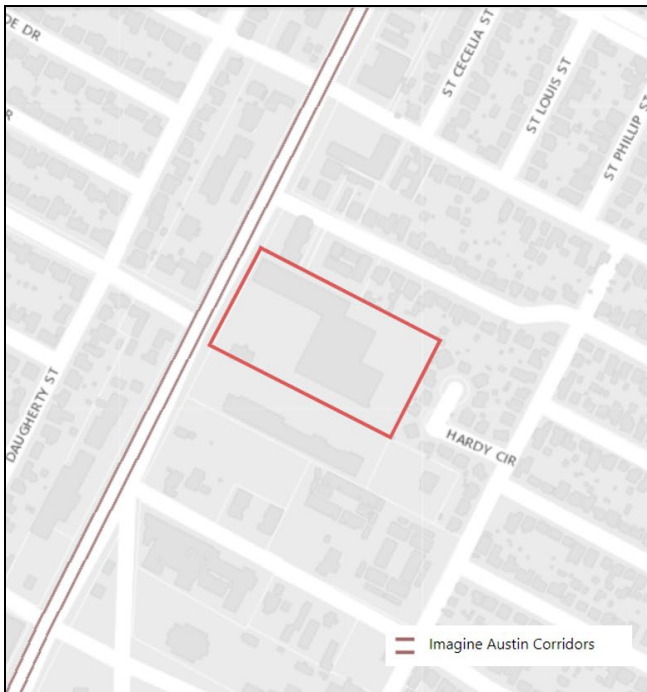 DE DR
R
ST CECELIA ST
ST LOUIS ST
ST PHILLIP ST
DAUGHERTY ST
HARDY CIR
Imagine Austin Corridors